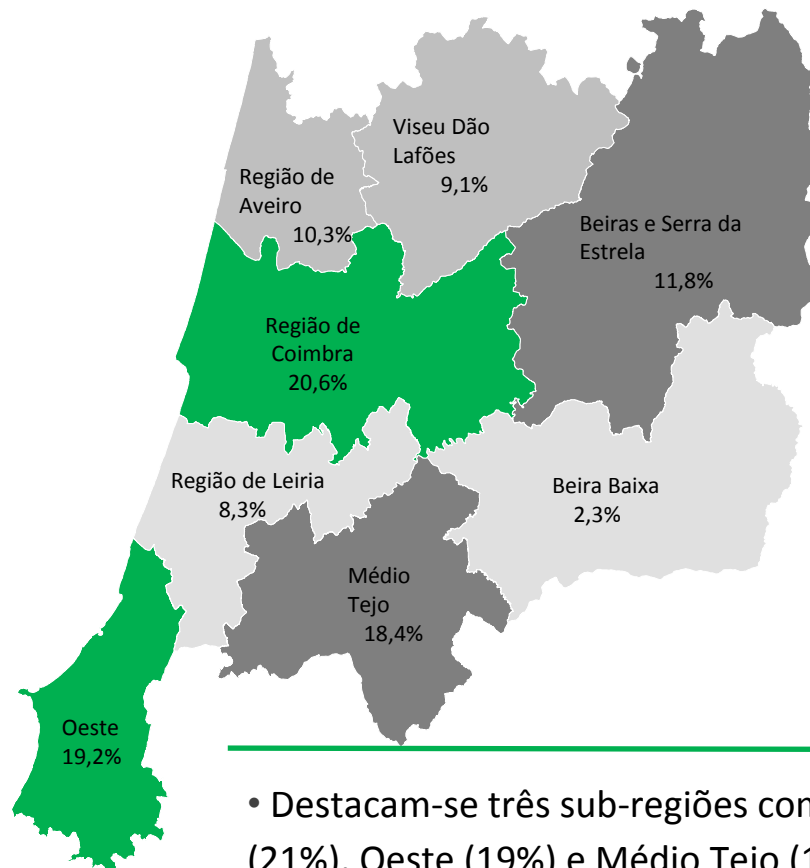 Viseu Dão
Lafões
9,1%
Região de
Aveiro
10,3%
Beiras e Serra da
Estrela
11,8%
Região de
Coimbra
20,6%
Região de Leiria
8,3%
Beira Baixa
2,3%
Médio
Tejo
18,4%
Oeste
19,2%
• Destacam-se três sub-regiões
(21%), Oeste (19%) e Médio Tejo